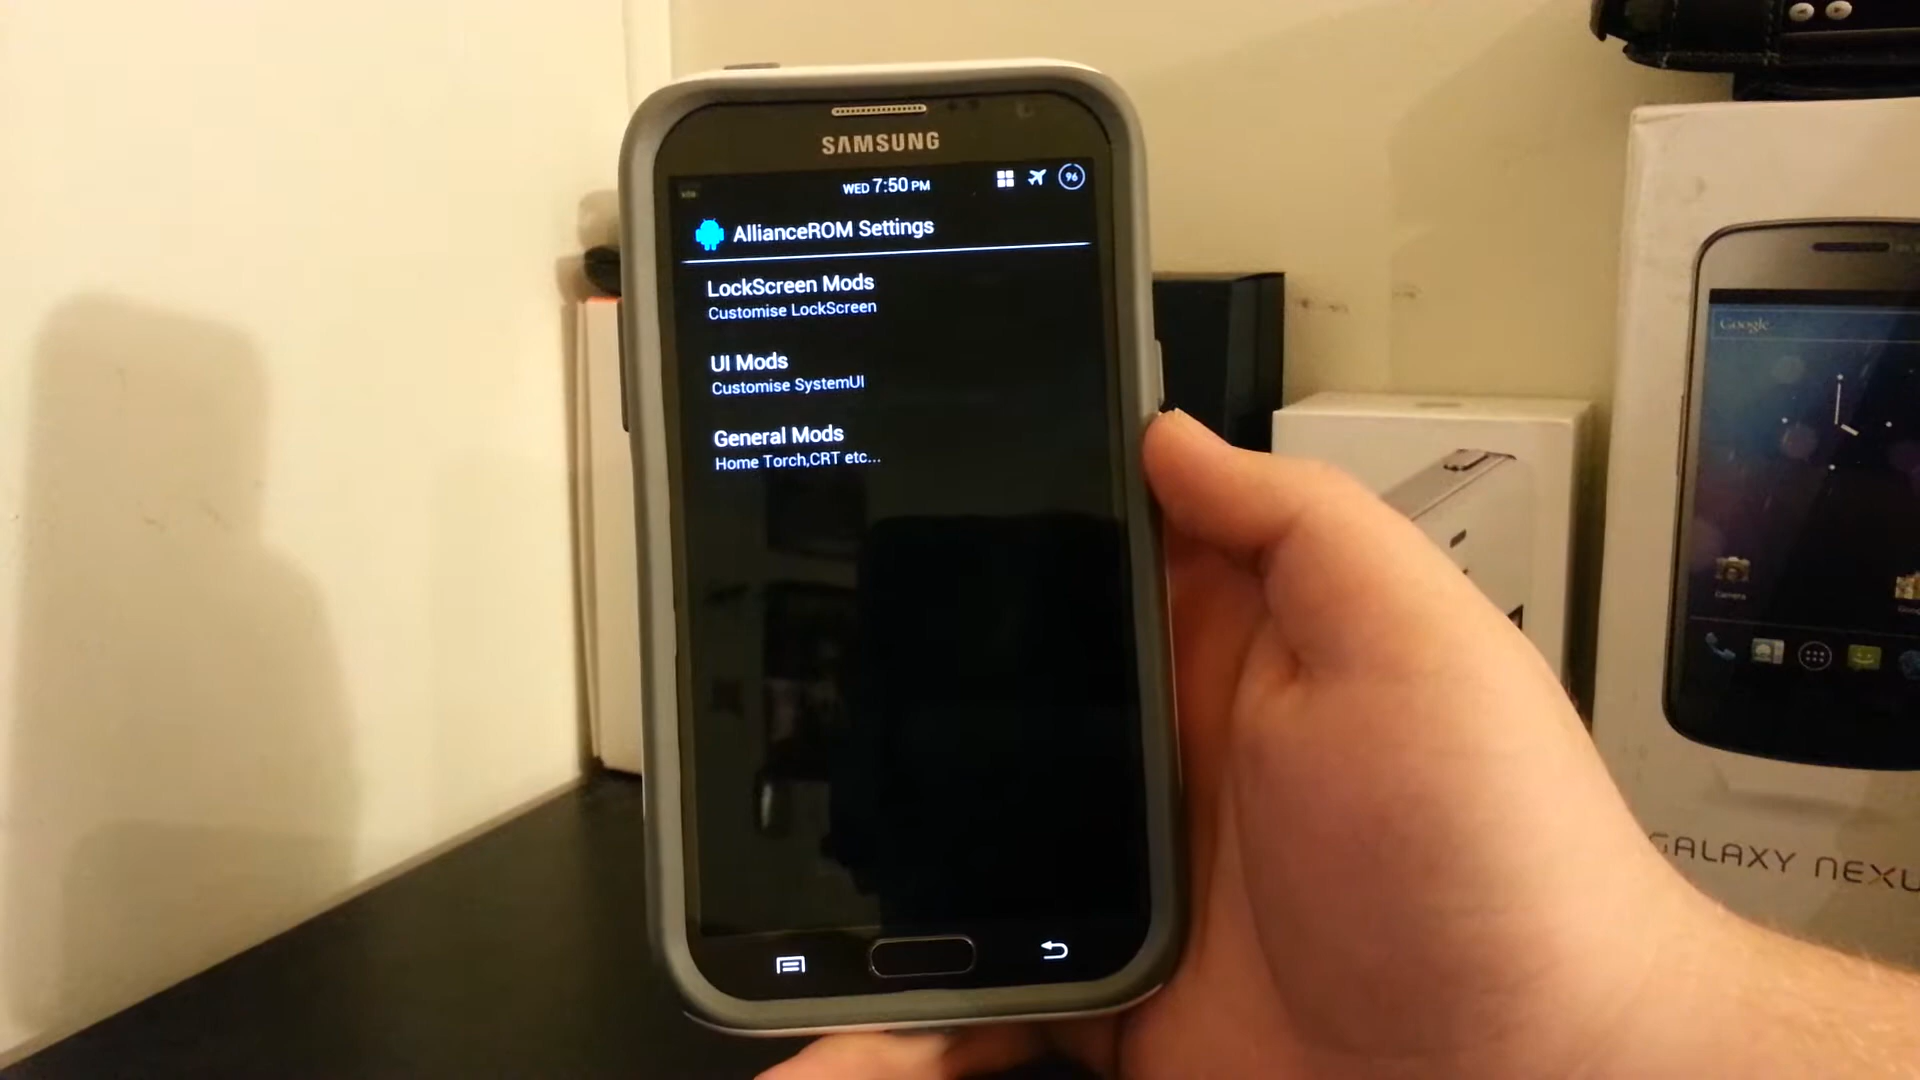 SAMSUNG
WED 7:50 PM
96
AllianceROM Settings
LockScreen Mods
Customise LockScreen
UI Mods
Customise SystemUI
General Mods
Home Torch,CRT etc...
Google
Camera
GALAXY NEXU